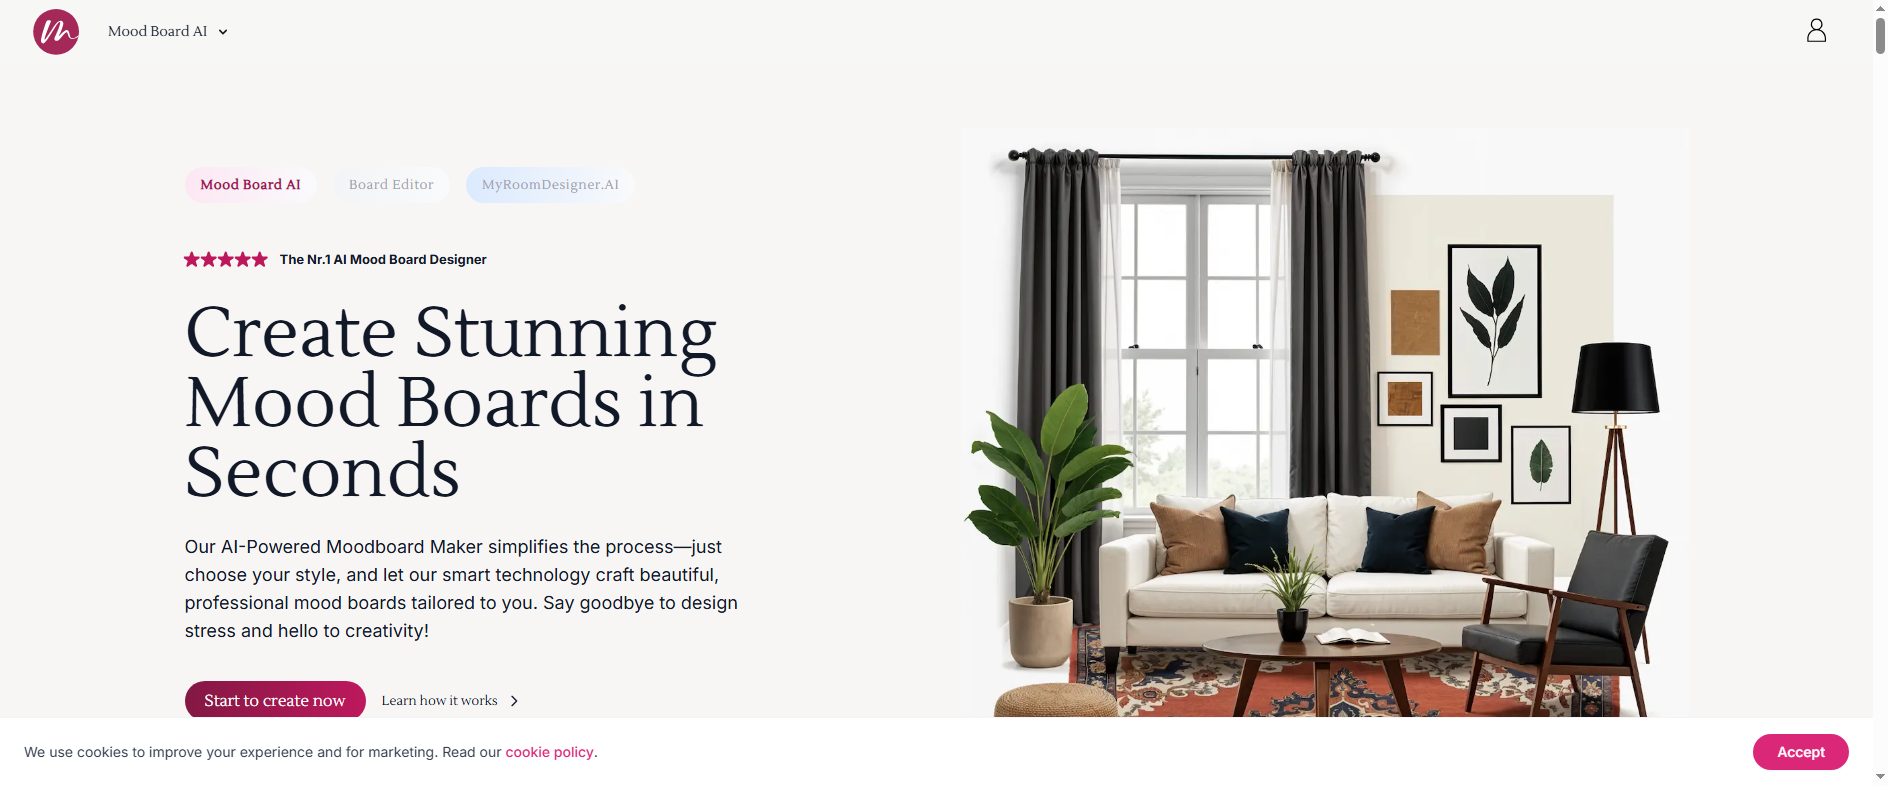 Mood Board AI
Mood Board AI
Board Editor
MyRoomDesigner.AI
The Nr.1 AI Mood Board Designer
Create Stunning
Mood Boards in
Seconds
Our AI-Powered Moodboard Maker simplifies the process—just
choose your style, and let our smart technology craft beautiful,
professional mood boards tailored to you. Say goodbye to design
stress and hello to creativity!
Start to create now
Learn how it works
We use cookies to improve your experience and for marketing. Read our cookie policy.
Accept